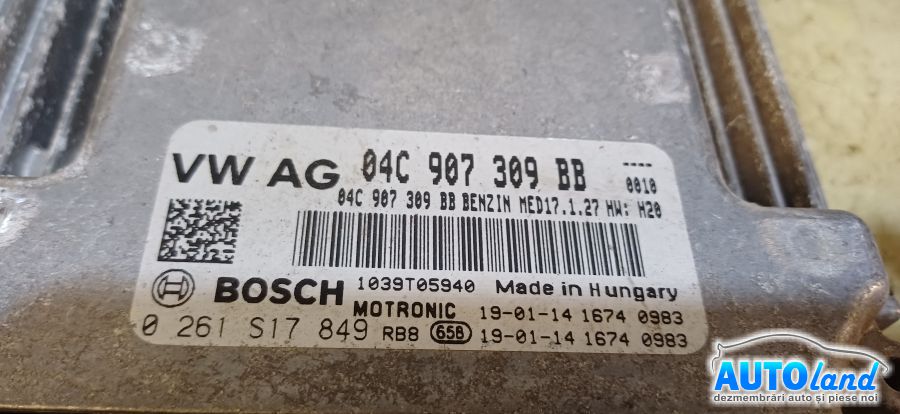 VW AG 04C 907 309 BB ----
0010
04C 907 309 BB BENZIN MED17.1.27 HW: H20
1039T05940 Made in Hungary
BOSCH
MOTRONIC 19-01-14 1674 0983
0 261 S17 849 RB8 65B 19-01-14 1674 0983
AUTOland
dezmembrări auto și piese noi